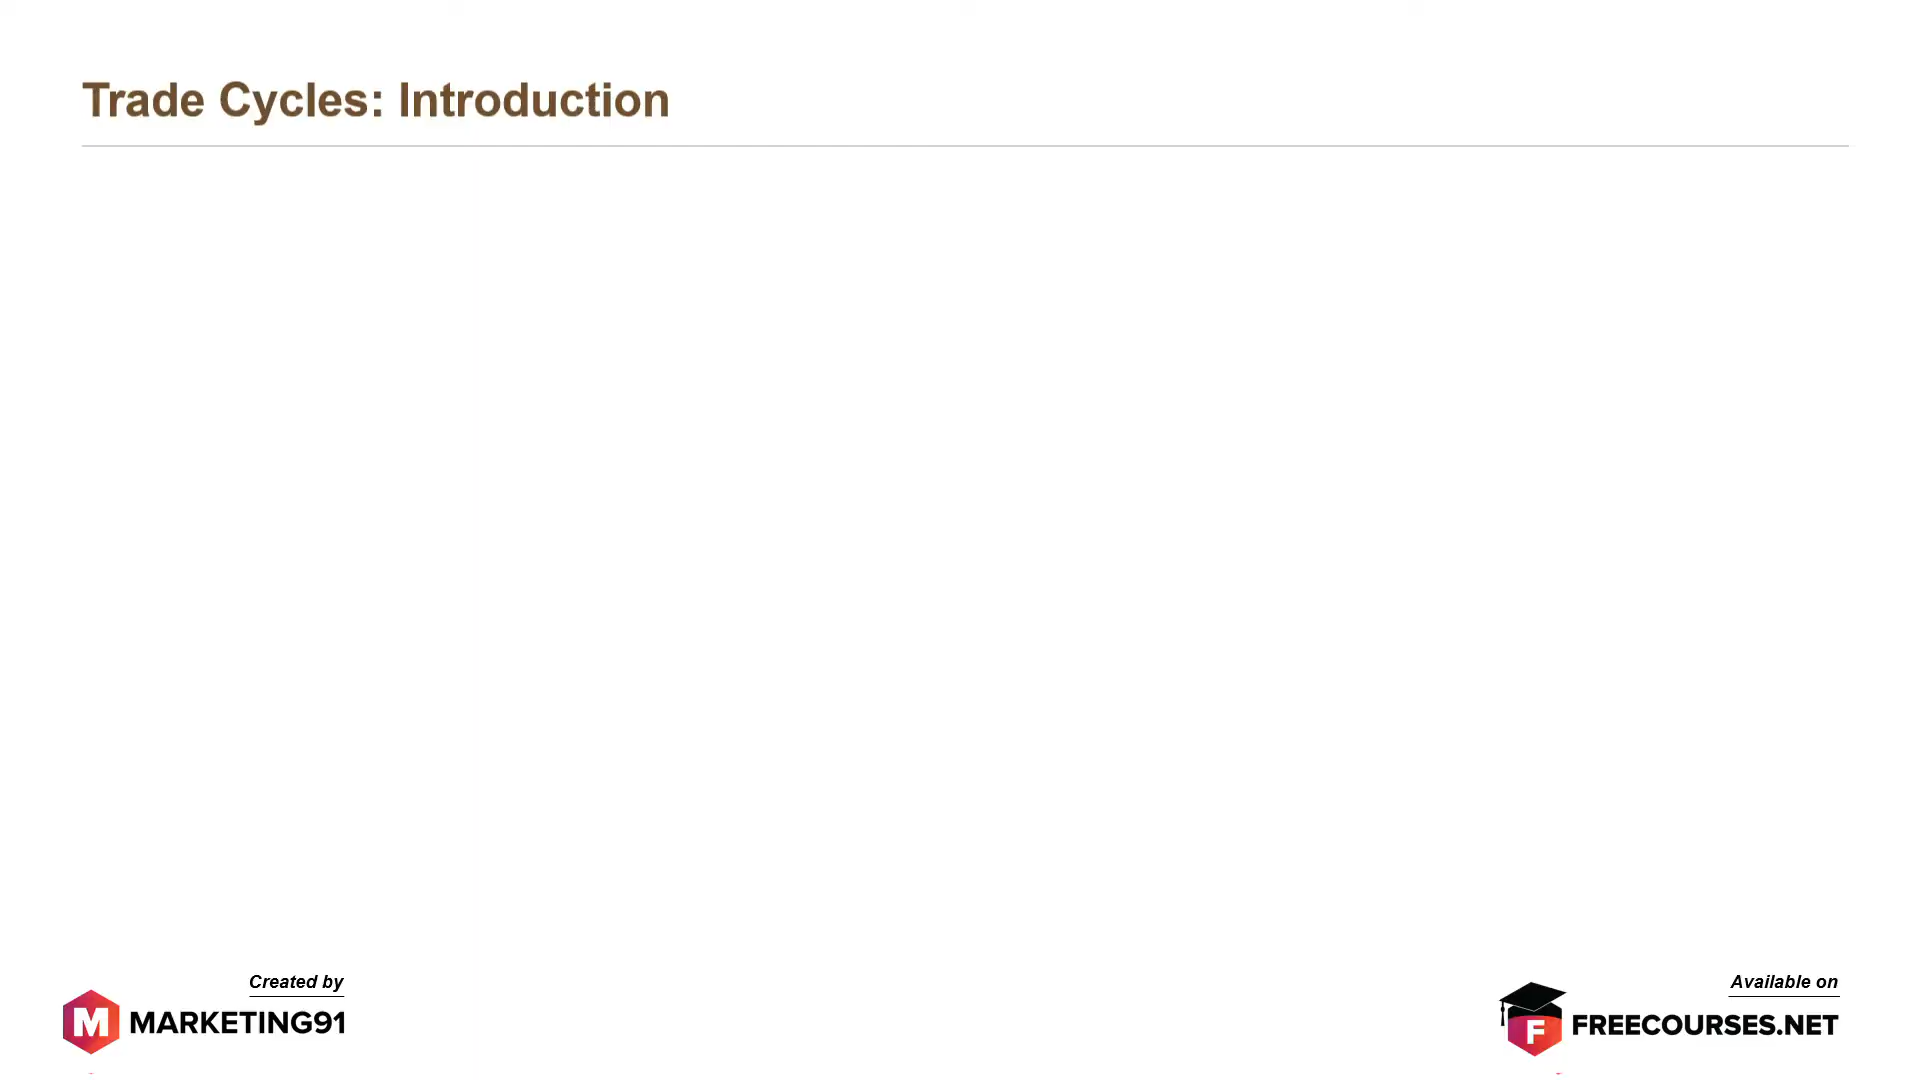 Trade Cycles: Introduction
Created by
M MARKETING91
Available on
F FREECOURSES.NET